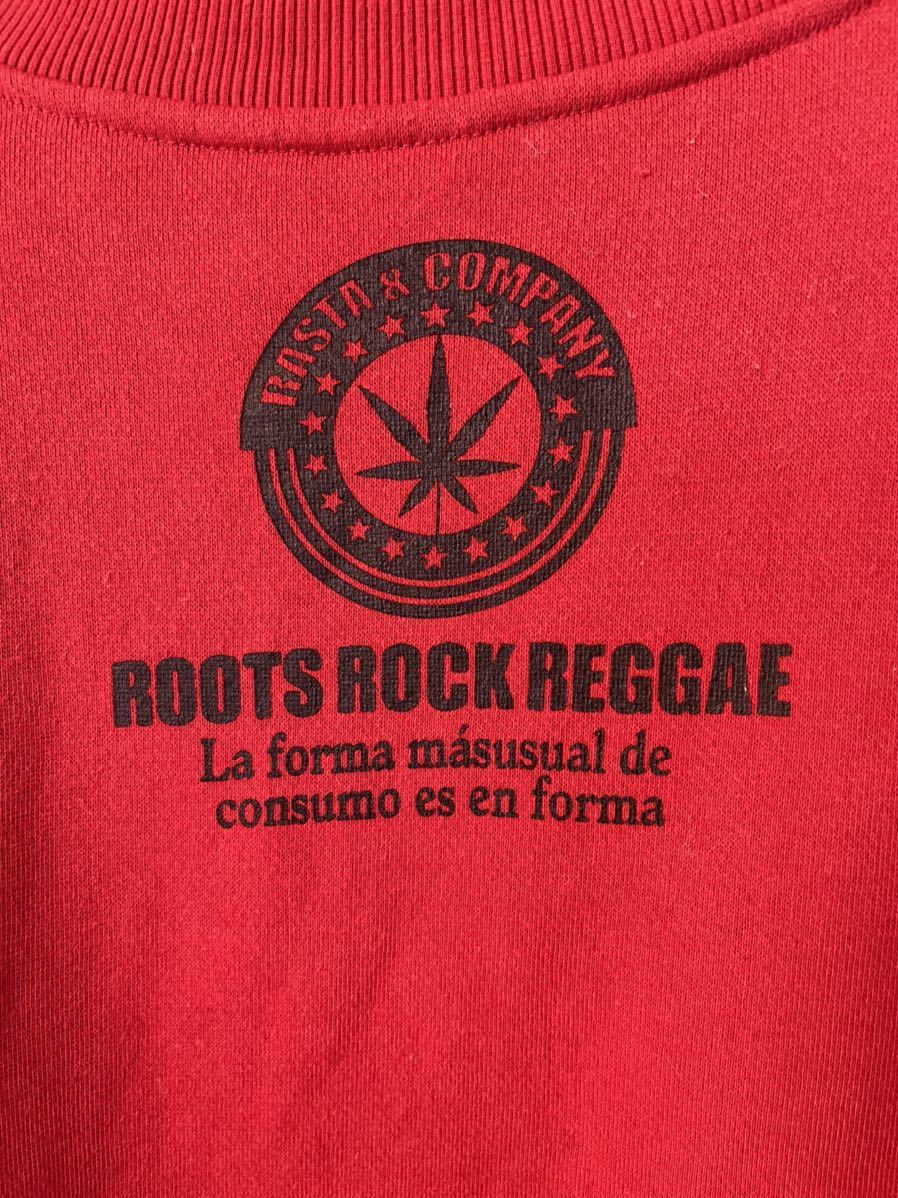 RASTA & COMPANY
ROOTS ROCK REGGAE
La forma másusual de
consumo es en forma